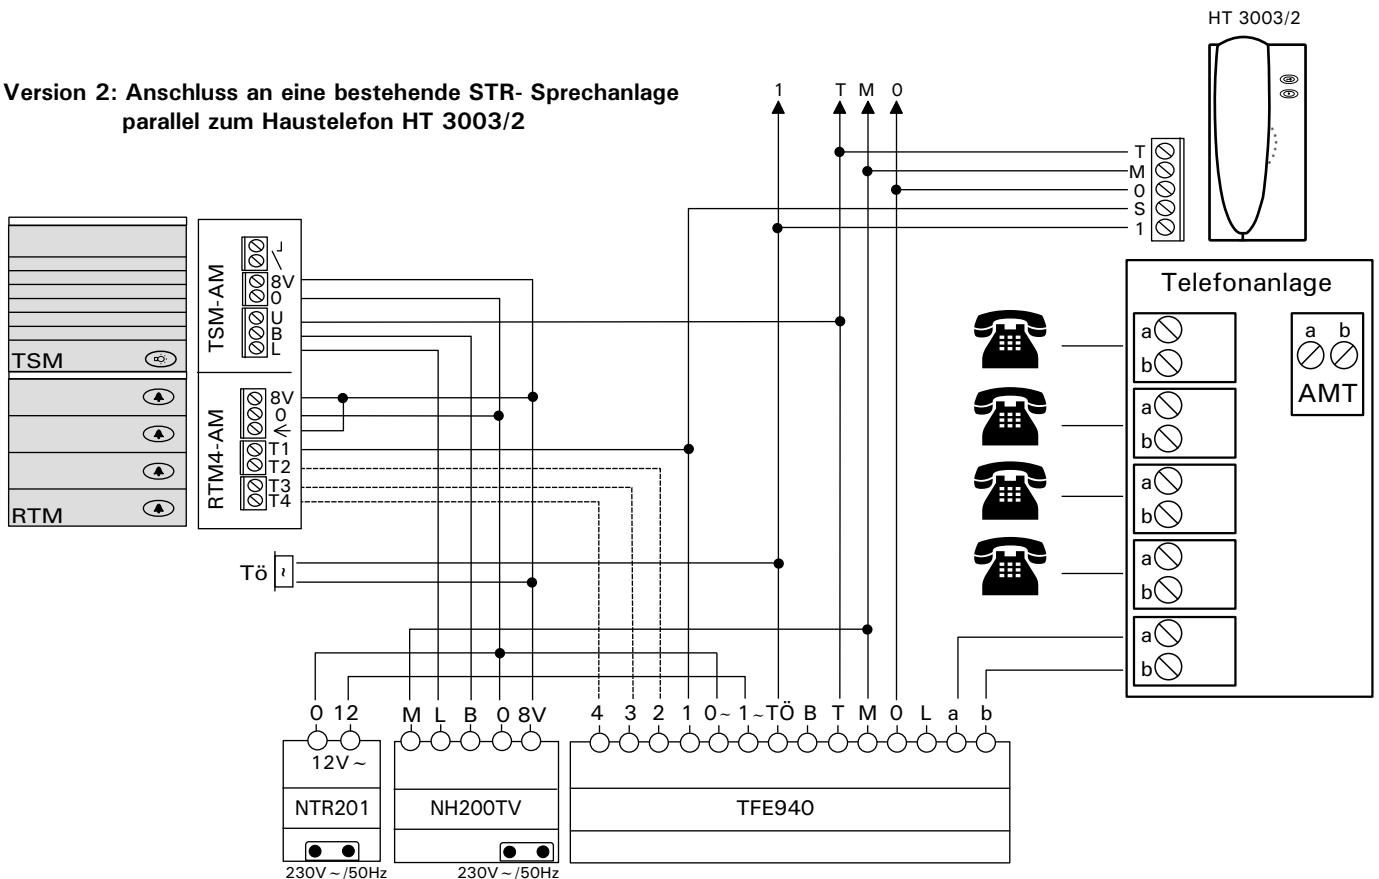 HT 3003/2
Version 2: Anschluss an eine bestehende STR- Sprechanlage
parallel zum Haustelefon HT 3003/2
1 T M 0
T
M
0
S
1
TSM-AM
8V
0
U
B
L
TSM
RTM4-AM
8V
0
T1
T2
T3
T4
RTM
Tö
~
Telefonanlage
a
b
a
b
a
b
a
b
a
b
a b
AMT
0 12
12V~
NTR201
230V~/50Hz
M L B 0 8V
NH200TV
230V~/50Hz
4 3 2 1 0~ 1~TÖ B T M 0 L a b
TFE940